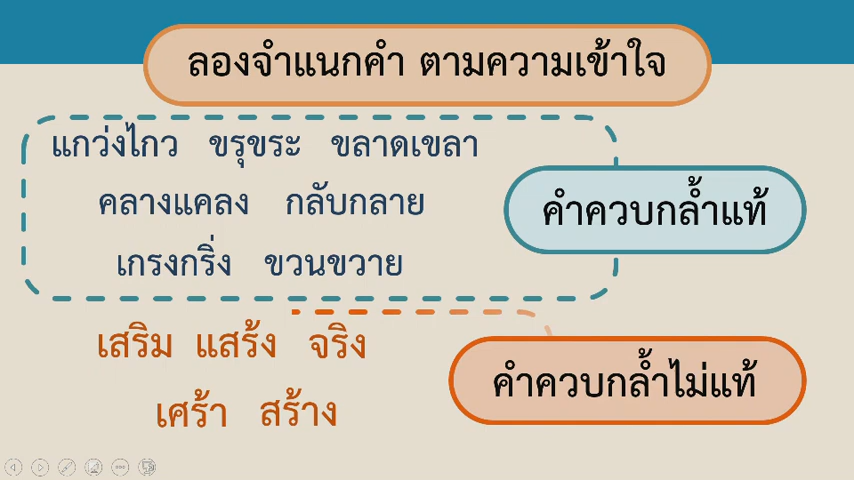 ลองจำแนกคำ ตามความเข้าใจ
แกว่งไกว ขรุขระ ขลาดเขลา
คลางแคลง กลับกลาย
เกรงกริ่ง ขวนขวาย
คำควบกล้ำแท้
เสริม แสร้ง จริง
เศร้า สร้าง
คำควบกล้ำไม่แท้